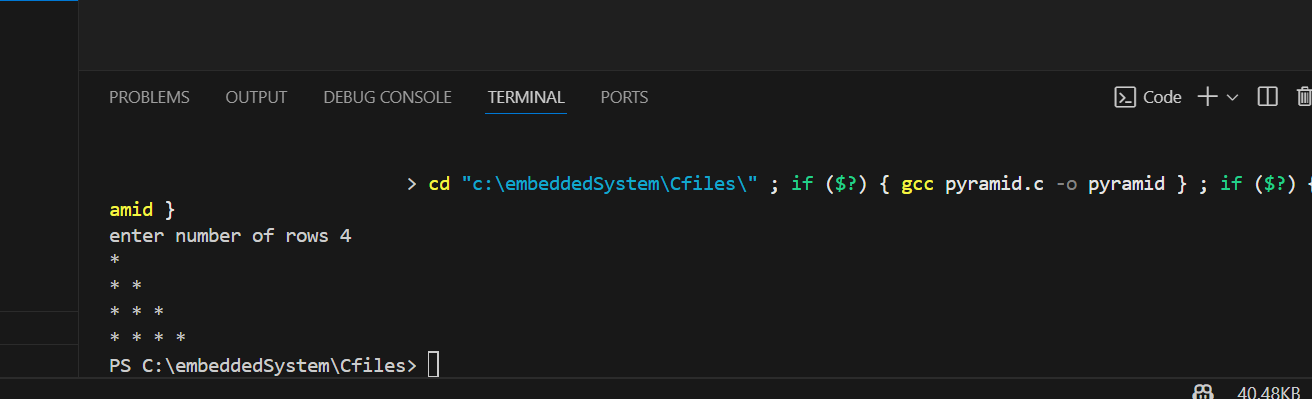 PROBLEMS OUTPUT DEBUG CONSOLE TERMINAL PORTS Code
> cd "c:\embeddedSystem\Cfiles\" ; if ($?) { gcc pyramid.c -o pyramid } ; if ($?) {
amid }
enter number of rows 4
*
* *
* * *
* * * *
PS C:\embeddedSystem\Cfiles>
40.48KB